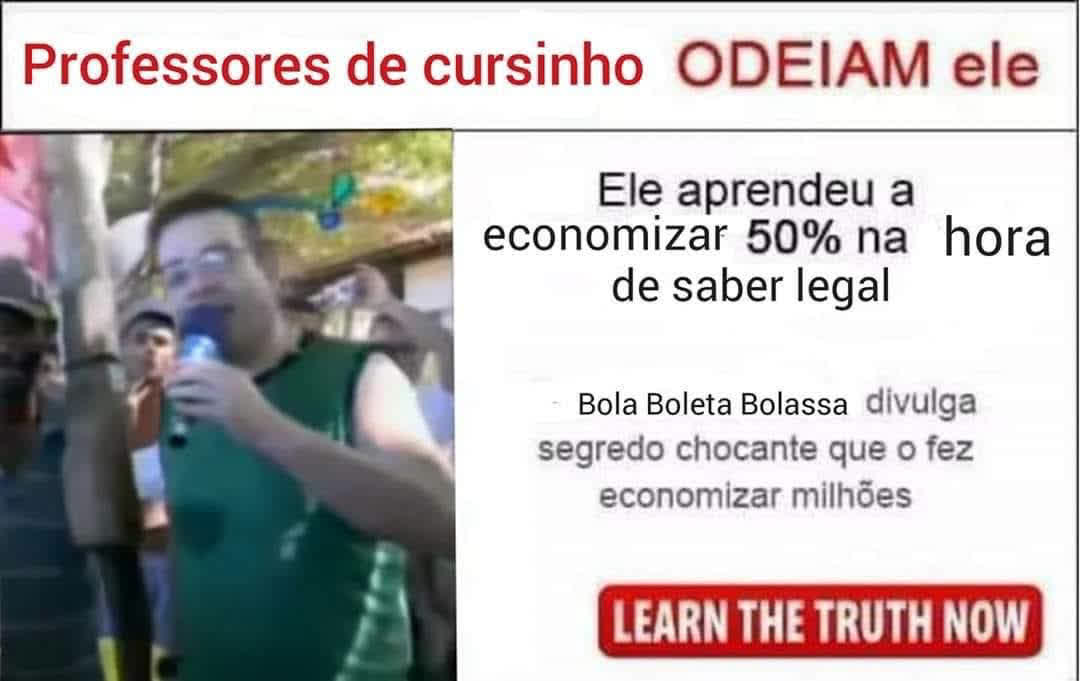 Professores de cursinho ODEIAM ele
Ele aprendeu a
economizar 50% na hora
de saber legal
Bola Boleta Bolassa divulga
segredo chocante que o fez
economizar milhões
LEARN THE TRUTH NOW